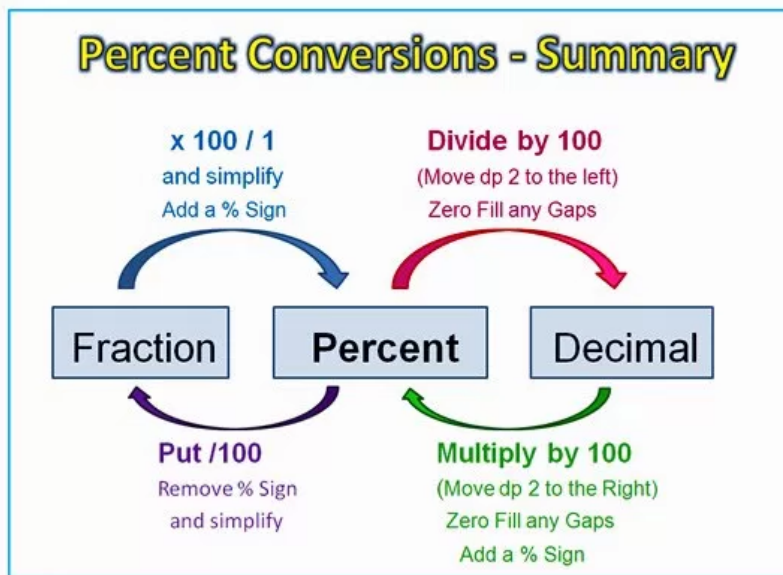 Percent Conversions - Summary
x 100 / 1
and simplify
Add a % Sign
Divide by 100
(Move dp 2 to the left)
Zero Fill any Gaps
Fraction
Percent
Decimal
Put /100
Remove % Sign
and simplify
Multiply by 100
(Move dp 2 to the Right)
Zero Fill any Gaps
Add a % Sign